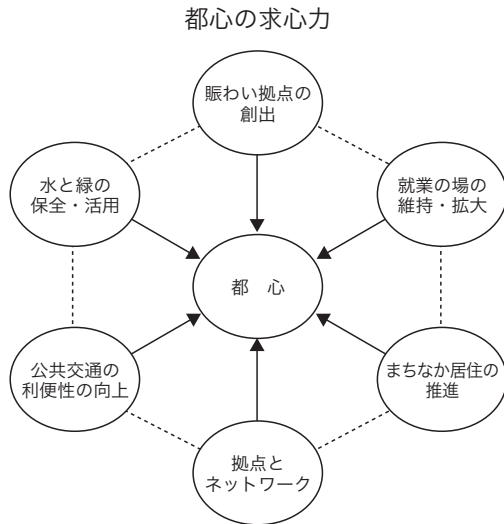 都心の求心力
賑わい拠点の
創出
水と緑の
保全・活用
就業の場の
維持・拡大
都　心
公共交通の
利便性の向上
まちなか居住の
推進
拠点と
ネットワーク